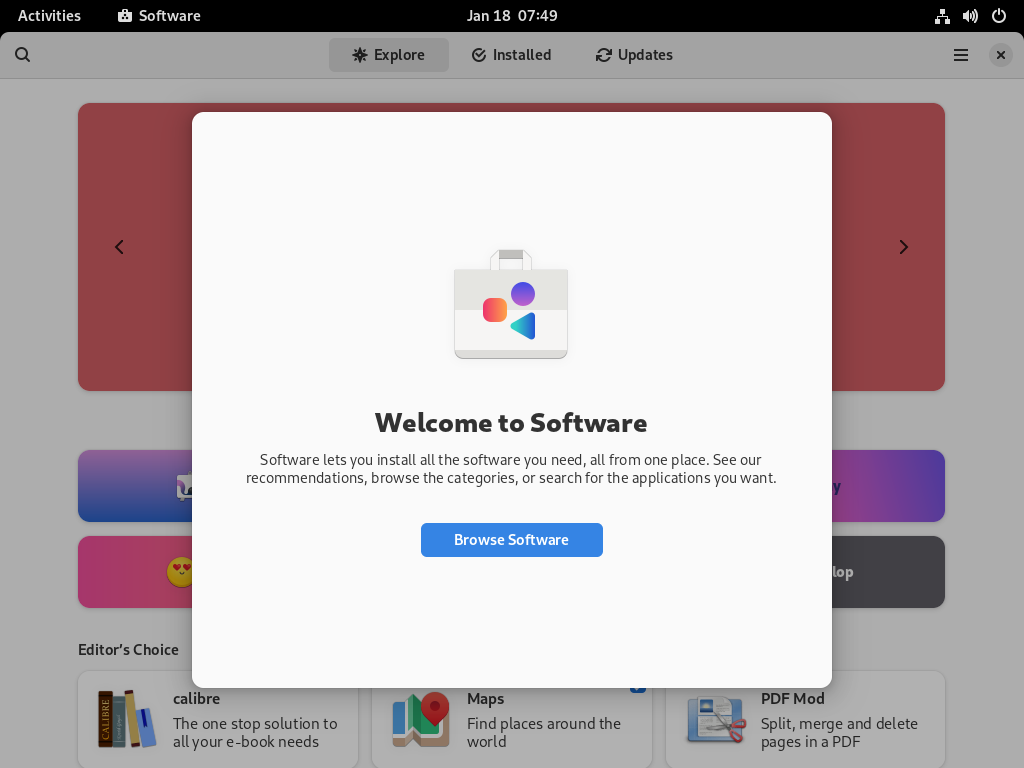 Activities
Software
Jan 18 07:49
Explore
Installed
Updates
Welcome to Software
Software lets you install all the software you need, all from one place. See our
recommendations, browse the categories, or search for the applications you want.
Browse Software
Editor's Choice
calibre
The one stop solution to
all your e-book needs
CALIBRE
Maps
Find places around the
world
PDF Mod
Split, merge and delete
pages in a PDF